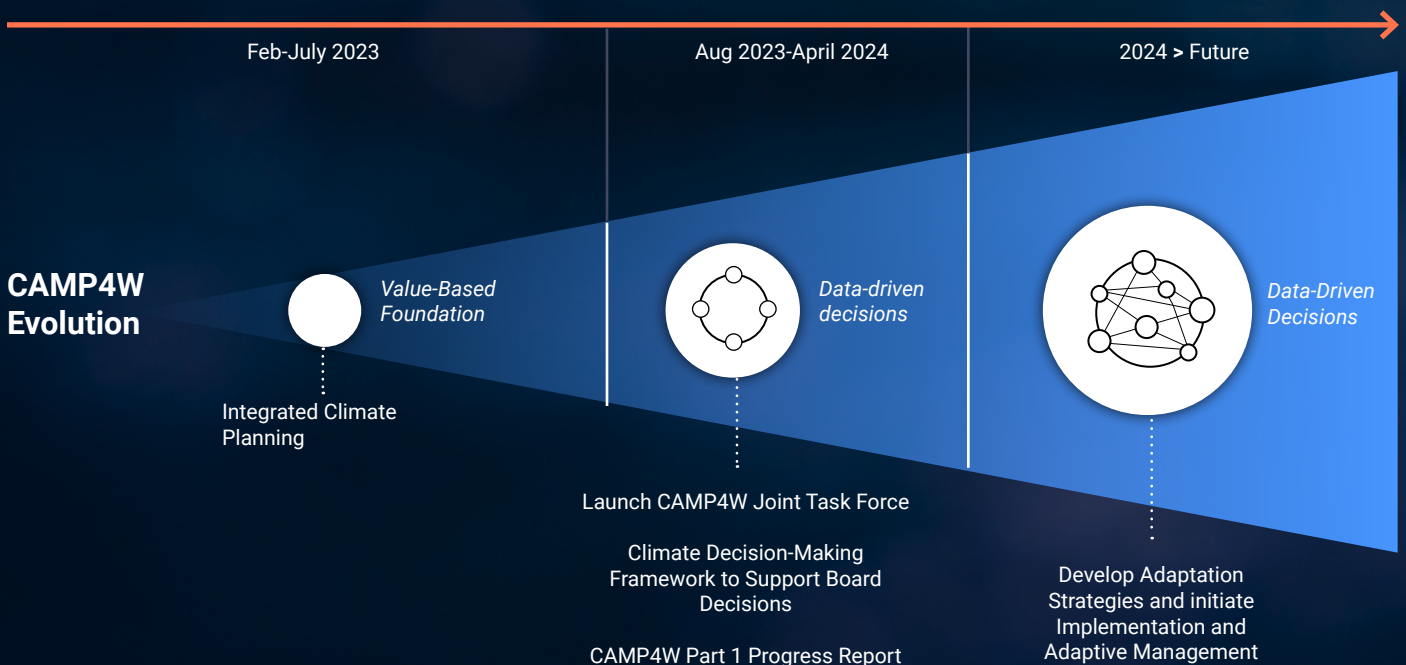 Feb-July 2023
Aug 2023-April 2024
2024 > Future
CAMP4W
Evolution
Value-Based
Foundation
Integrated Climate
Planning
Data-driven
decisions
Launch CAMP4W Joint Task Force
Climate Decision-Making
Framework to Support Board
Decisions
CAMP4W Part 1 Progress Report
Data-Driven
Decisions
Develop Adaptation
Strategies and initiate
Implementation and
Adaptive Management